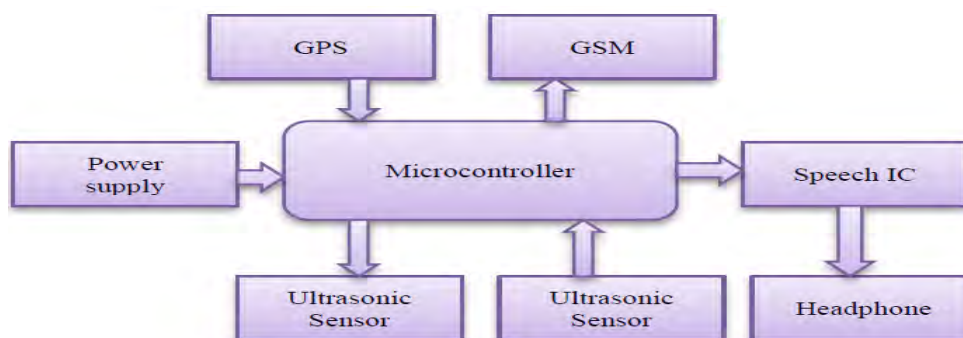 GPS
GSM
Power
supply
Microcontroller
Speech IC
Ultrasonic
Sensor
Ultrasonic
Sensor
Headphone